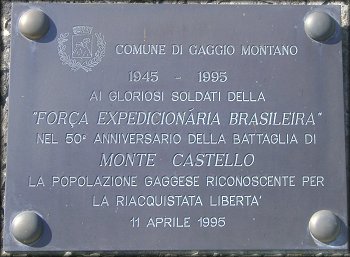 COMUNE DI GAGGIO MONTANO
1945 - 1995
AI GLORIOSI SOLDATI DELLA
"FORÇA EXPEDICIONÁRIA BRASILEIRA"
NEL 50º ANNIVERSARIO DELLA BATTAGLIA DI
MONTE CASTELLO
LA POPOLAZIONE GAGGESE RICONOSCENTE PER
LA RIACQUISTATA LIBERTA'
11 APRILE 1995